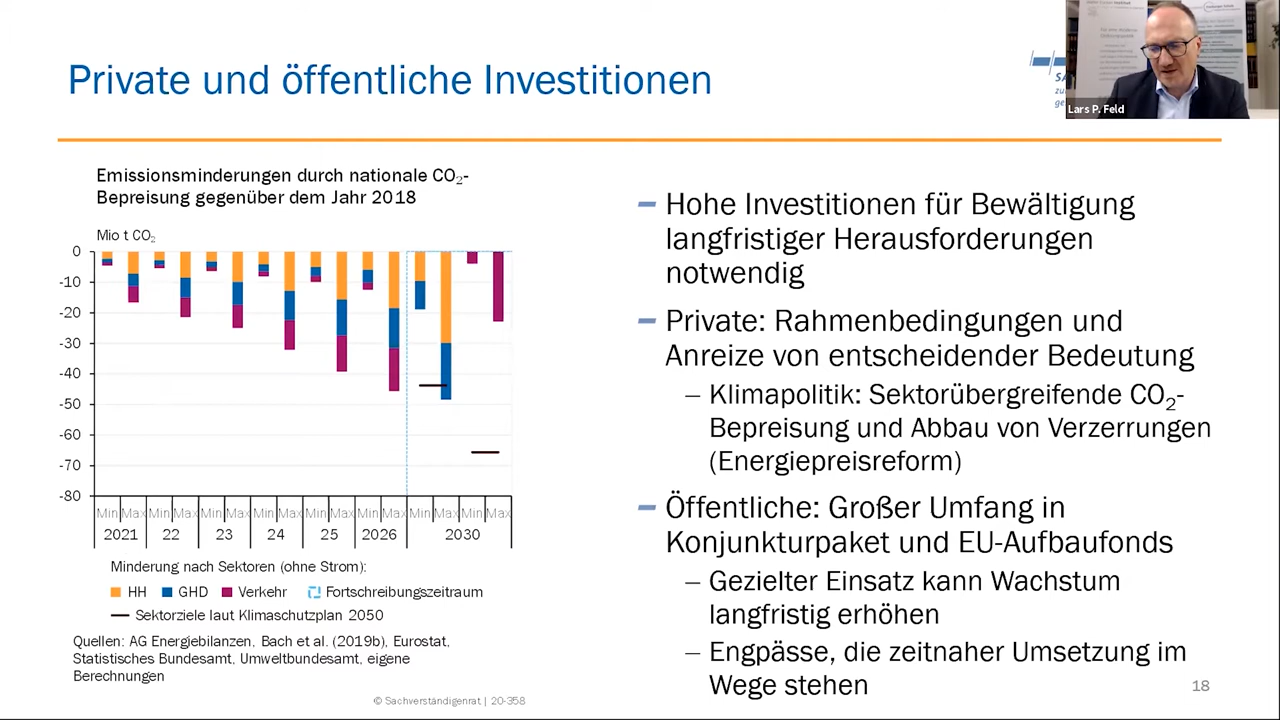 Private und öffentliche Investitionen
SA
zu
ge
Lars P. Feld
Emissionsminderungen durch nationale CO₂-
Bepreisung gegenüber dem Jahr 2018
Mio t CO₂
0
-10
-20
-30
-40
-50
-60
-70
-80
Min Max Min Max Min Max Min Max Min Max Min Max Min Max Min Max
2021 22 23 24 25 2026 2030
Minderung nach Sektoren (ohne Strom):
HH GHD Verkehr Fortschreibungszeitraum
Sektorziele laut Klimaschutzplan 2050
Quellen: AG Energiebilanzen, Bach et al. (2019b), Eurostat,
Statistisches Bundesamt, Umweltbundesamt, eigene
Berechnungen
© Sachverständigenrat | 20-358
– Hohe Investitionen für Bewältigung
langfristiger Herausforderungen
notwendig
– Private: Rahmenbedingungen und
Anreize von entscheidender Bedeutung
– Klimapolitik: Sektorübergreifende CO₂-
Bepreisung und Abbau von Verzerrungen
(Energiepreisreform)
– Öffentliche: Großer Umfang in
Konjunkturpaket und EU-Aufbaufonds
– Gezielter Einsatz kann Wachstum
langfristig erhöhen
– Engpässe, die zeitnaher Umsetzung im
Wege stehen
18